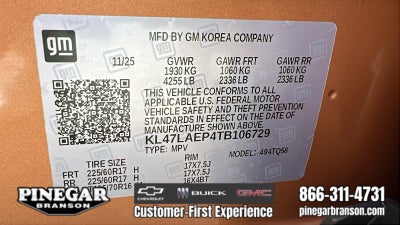 gm
MFD BY GM KOREA COMPANY
11/25 GVWR GAWR FRT GAWR RR
1930 KG 1060 KG 1060 KG
4255 LB 2336 LB 2336 LB
THIS VEHICLE CONFORMS TO ALL
APPLICABLE U.S. FEDERAL MOTOR
VEHICLE SAFETY AND THEFT PREVENTION
STANDARDS IN EFFECT ON THE DATE OF
MANUFACTURE SHOWN ABOVE.
KL47LAEP4TB106729
TYPE: MPV MODEL: 494TQ58
TIRE SIZE RIM
FRT 225/60R17 H 17X7.5J
RR 225/60R17 H 17X7.5J
16X4BT
PINEGAR
BRANSON
CHEVROLET BUICK GMC
Customer-First Experience
866-311-4731
pinegarbranson.com